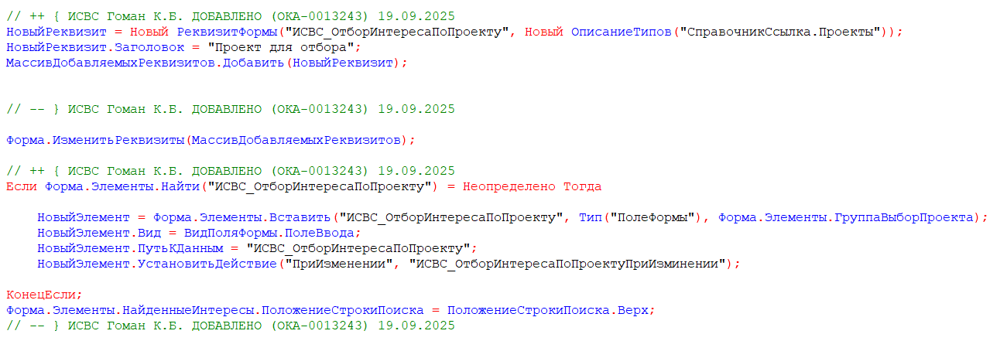 // ++ { ИСВС Гоман К.Б. ДОБАВЛЕНО (ОКА-0013243) 19.09.2025
НовыйРеквизит = Новый РеквизитФормы("ИСВС_ОтборИнтересаПоПроекту", Новый ОписаниеТипов("СправочникСсылка.Проекты"));
НовыйРеквизит.Заголовок = "Проект для отбора";
МассивДобавляемыхРеквизитов.Добавить(НовыйРеквизит);
// -- } ИСВС Гоман К.Б. ДОБАВЛЕНО (ОКА-0013243) 19.09.2025
Форма.ИзменитьРеквизиты(МассивДобавляемыхРеквизитов);
// ++ { ИСВС Гоман К.Б. ДОБАВЛЕНО (ОКА-0013243) 19.09.2025
Если Форма.Элементы.Найти("ИСВС_ОтборИнтересаПоПроекту") = Неопределено Тогда
НовыйЭлемент = Форма.Элементы.Вставить("ИСВС_ОтборИнтересаПоПроекту", Тип("ПолеФормы"), Форма.Элементы.ГруппаВыборПроекта);
НовыйЭлемент.Вид = ВидПоляФормы.ПолеВвода;
НовыйЭлемент.ПутьКДанным = "ИСВС_ОтборИнтересаПоПроекту";
НовыйЭлемент.УстановитьДействие("ПриИзменении", "ИСВС_ОтборИнтересаПоПроектуПриИзминении");
КонецЕсли;
Форма.Элементы.НайденныеИнтересы.ПоложениеСтрокиПоиска = ПоложениеСтрокиПоиска.Верх;
// -- } ИСВС Гоман К.Б. ДОБАВЛЕНО (ОКА-0013243) 19.09.2025